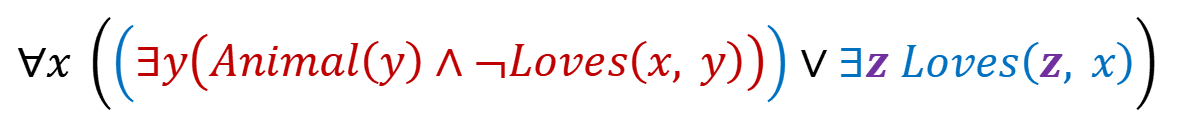 ∀x ((∃y(Animal(y) ∧ ¬Loves(x, y))) ∨ ∃z Loves(z, x))